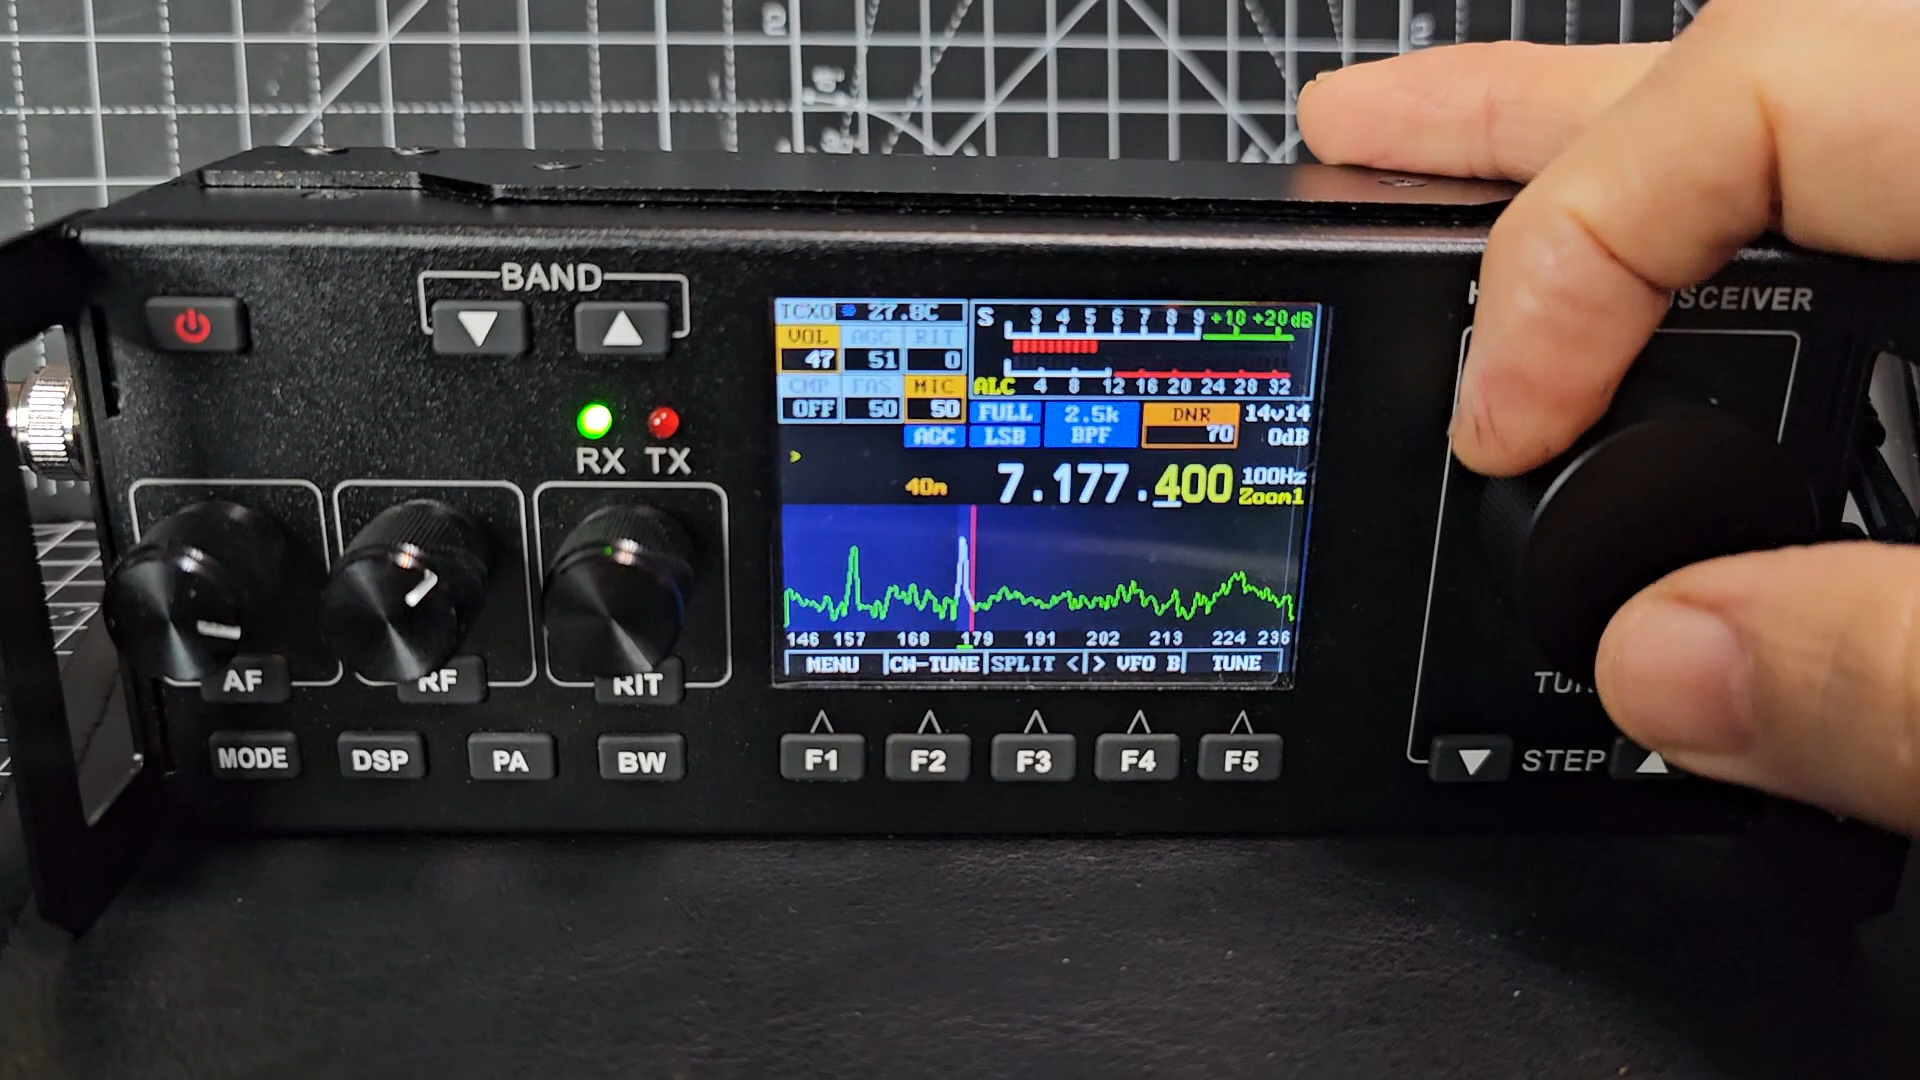 BAND
RX TX
AF
RF
RIT
MODE
DSP
PA
BW
TCXO 27.8C
VOL AGC RIT
47 51 0
CMP FAS MIC
OFF 50 50
S 3 4 5 6 7 8 9 +10 +20dB
ALC 4 8 12 16 20 24 28 32
FULL 2.5k DNR 14v14
AGC LSB BPF 70 0dB
>
40m 7.177.400 100Hz
Zoom1
146 157 168 179 191 202 213 224 236
MENU CW-TUNE SPLIT < > VFO B TUNE
F1 F2 F3 F4 F5
SCEIVER
TU
STEP